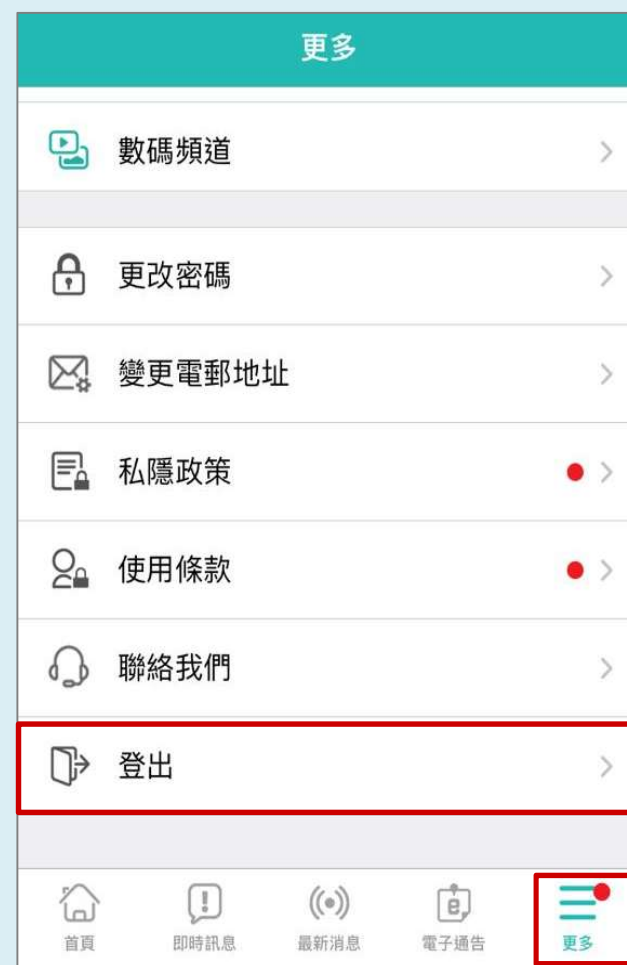 更多
數碼頻道
更改密碼
變更電郵地址
私隱政策
使用條款
聯絡我們
登出
首頁 即時訊息 最新消息 電子通告 更多